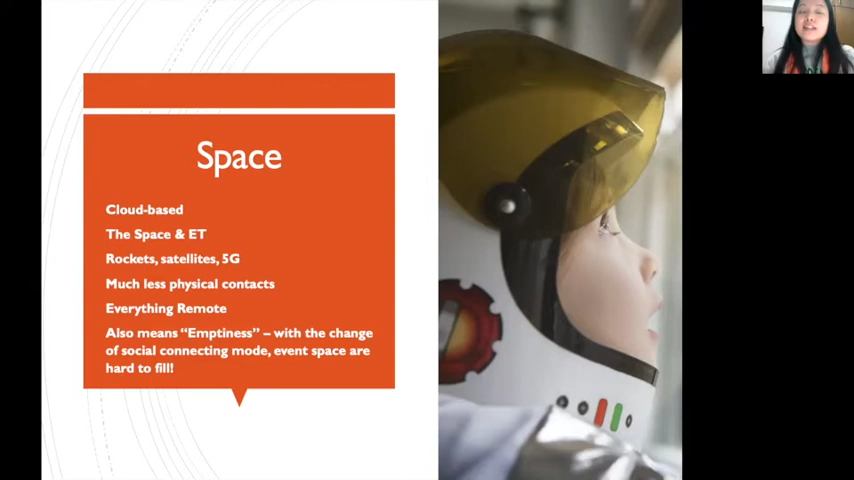 Space
Cloud-based
The Space & ET
Rockets, satellites, 5G
Much less physical contacts
Everything Remote
Also means “Emptiness” – with the change
of social connecting mode, event space are
hard to fill!